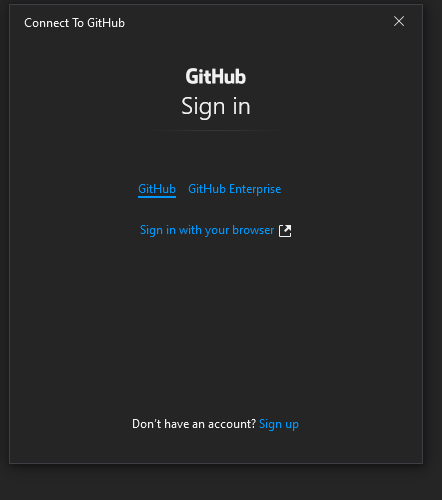 Connect To GitHub
GitHub
Sign in
GitHub GitHub Enterprise
Sign in with your browser
Don't have an account? Sign up